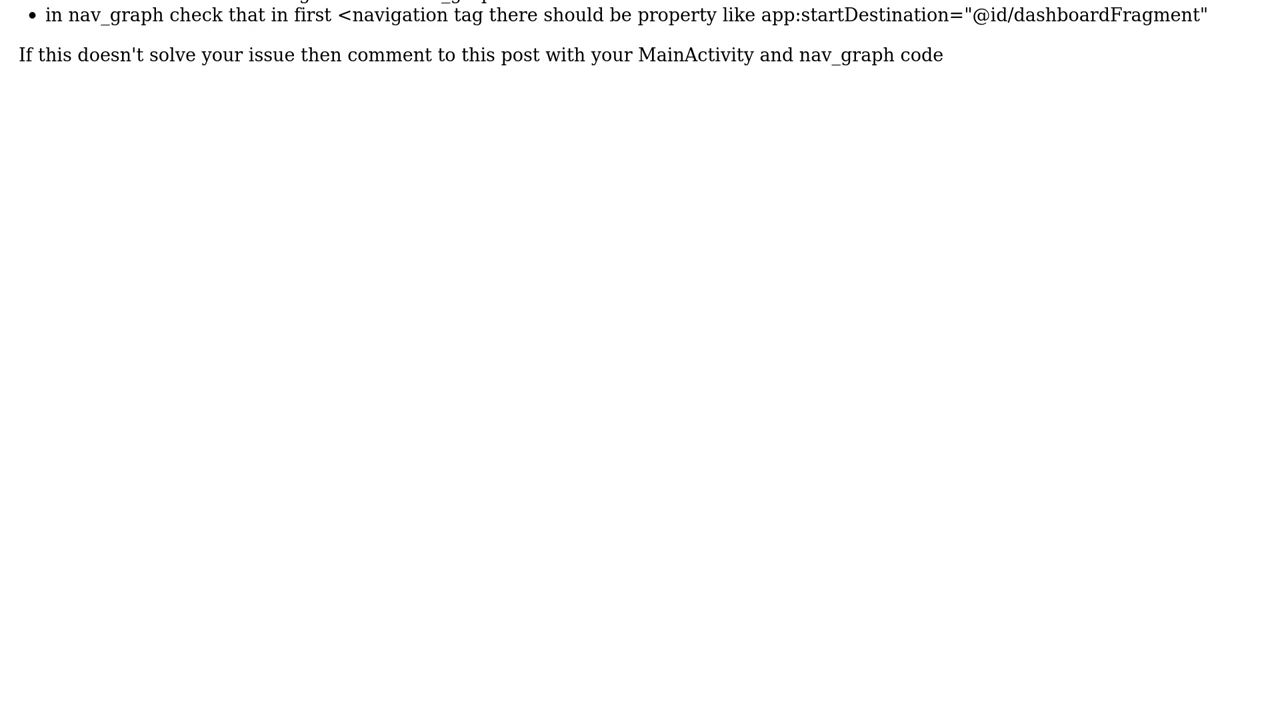 • in nav_graph check that in first <navigation tag there should be property like app:startDestination="@id/dashboardFragment"
If this doesn't solve your issue then comment to this post with your MainActivity and nav_graph code